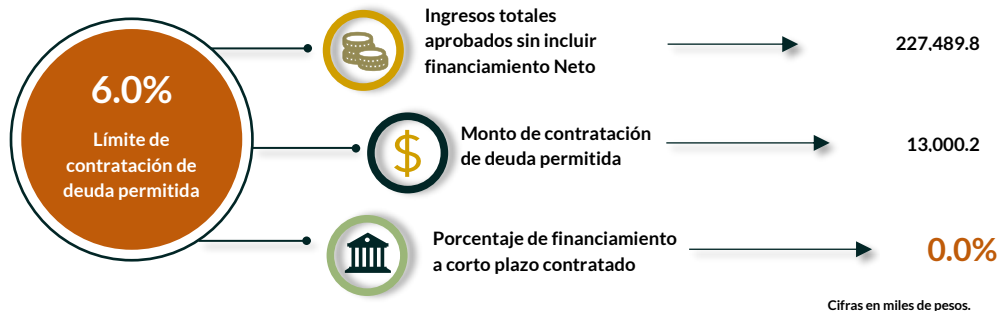 6.0%
Límite de
contratación de
deuda permitida
Ingresos totales
aprobados sin incluir
financiamiento Neto
227,489.8
$
Monto de contratación
de deuda permitida
13,000.2
Porcentaje de financiamiento
a corto plazo contratado
0.0%
Cifras en miles de pesos.